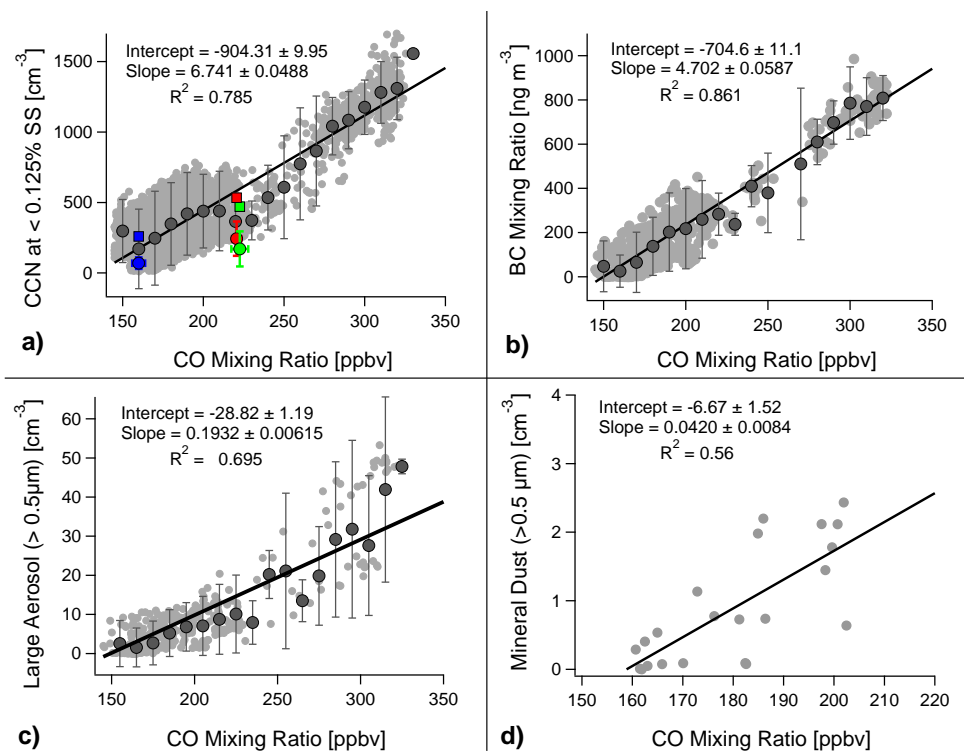 Intercept = -904.31 ± 9.95
Slope = 6.741 ± 0.0488
R² = 0.785
1500
1000
500
0
CCN at < 0.125% SS [cm⁻³]
150 200 250 300 350
CO Mixing Ratio [ppbv]
a)
Intercept = -704.6 ± 11.1
Slope = 4.702 ± 0.0587
R² = 0.861
1000
800
600
400
200
0
BC Mixing Ratio [ng m⁻³]
150 200 250 300 350
CO Mixing Ratio [ppbv]
b)
Intercept = -28.82 ± 1.19
Slope = 0.1932 ± 0.00615
R² = 0.695
60
50
40
30
20
10
0
Large Aerosol (> 0.5µm) [cm⁻³]
150 200 250 300 350
CO Mixing Ratio [ppbv]
c)
Intercept = -6.67 ± 1.52
Slope = 0.0420 ± 0.0084
R² = 0.56
4
3
2
1
0
Mineral Dust (>0.5 µm) [cm⁻³]
150 160 170 180 190 200 210 220
CO Mixing Ratio [ppbv]
d)